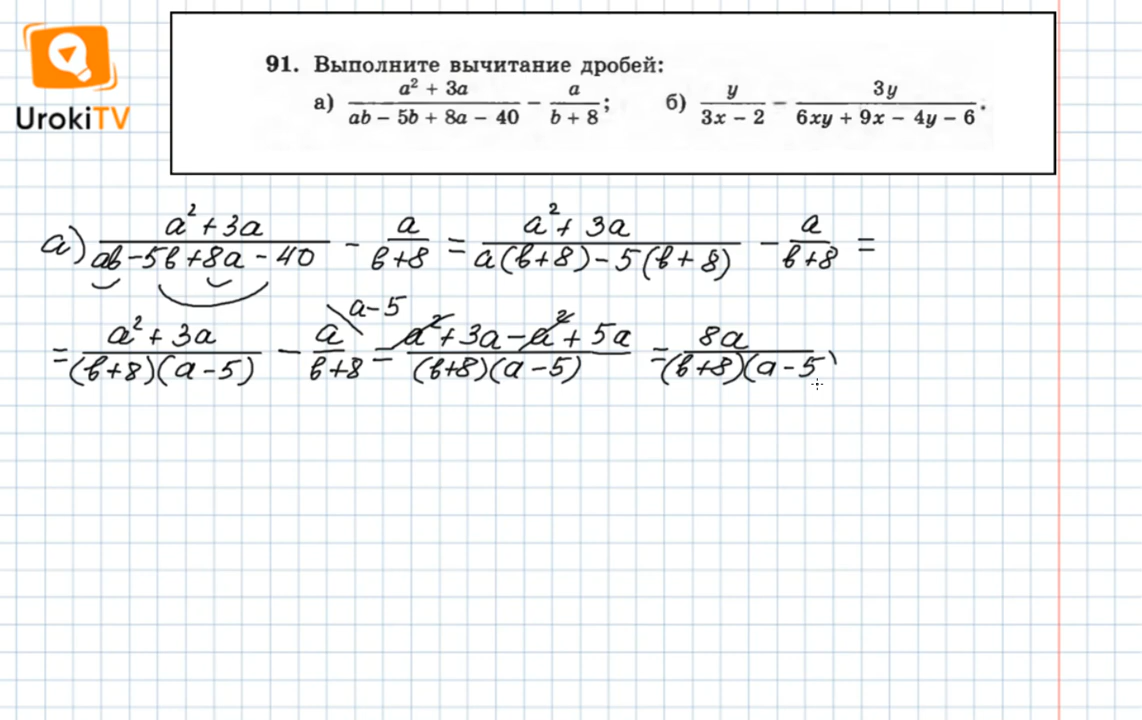 UrokiTV
91. Выполните вычитание дробей:
а) (a² + 3a)/(ab − 5b + 8a − 40) − a/(b + 8); б) y/(3x − 2) − 3y/(6xy + 9x − 4y − 6).
а) (a² + 3a)/(ab − 5b + 8a − 40) − a/(b+8) = (a² + 3a)/(a(b+8) − 5(b+8)) − a/(b+8) =
= (a² + 3a)/((b+8)(a−5)) − a/(b+8) \a−5 = (a² + 3a − a² + 5a)/((b+8)(a−5)) = 8a/((b+8)(a−5)